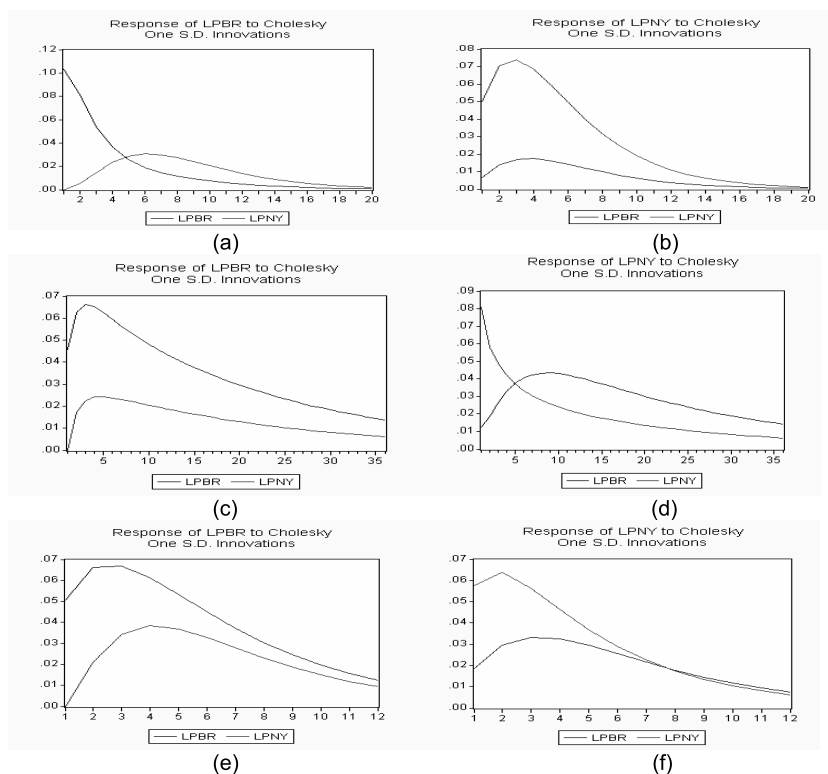 Response of LPBR to Cholesky
One S.D. Innovations
.12
.10
.08
.06
.04
.02
.00
2 4 6 8 10 12 14 16 18 20
LPBR LPNY
(a)
Response of LPNY to Cholesky
One S.D. Innovations
.08
.07
.06
.05
.04
.03
.02
.01
.00
2 4 6 8 10 12 14 16 18 20
LPBR LPNY
(b)
Response of LPBR to Cholesky
One S.D. Innovations
.07
.06
.05
.04
.03
.02
.01
.00
5 10 15 20 25 30 35
LPBR LPNY
(c)
Response of LPNY to Cholesky
One S.D. Innovations
.09
.08
.07
.06
.05
.04
.03
.02
.01
.00
5 10 15 20 25 30 35
LPBR LPNY
(d)
Response of LPBR to Cholesky
One S.D. Innovations
.07
.06
.05
.04
.03
.02
.01
.00
1 2 3 4 5 6 7 8 9 10 11 12
LPBR LPNY
(e)
Response of LPNY to Cholesky
One S.D. Innovations
.07
.06
.05
.04
.03
.02
.01
.00
1 2 3 4 5 6 7 8 9 10 11 12
LPBR LPNY
(f)